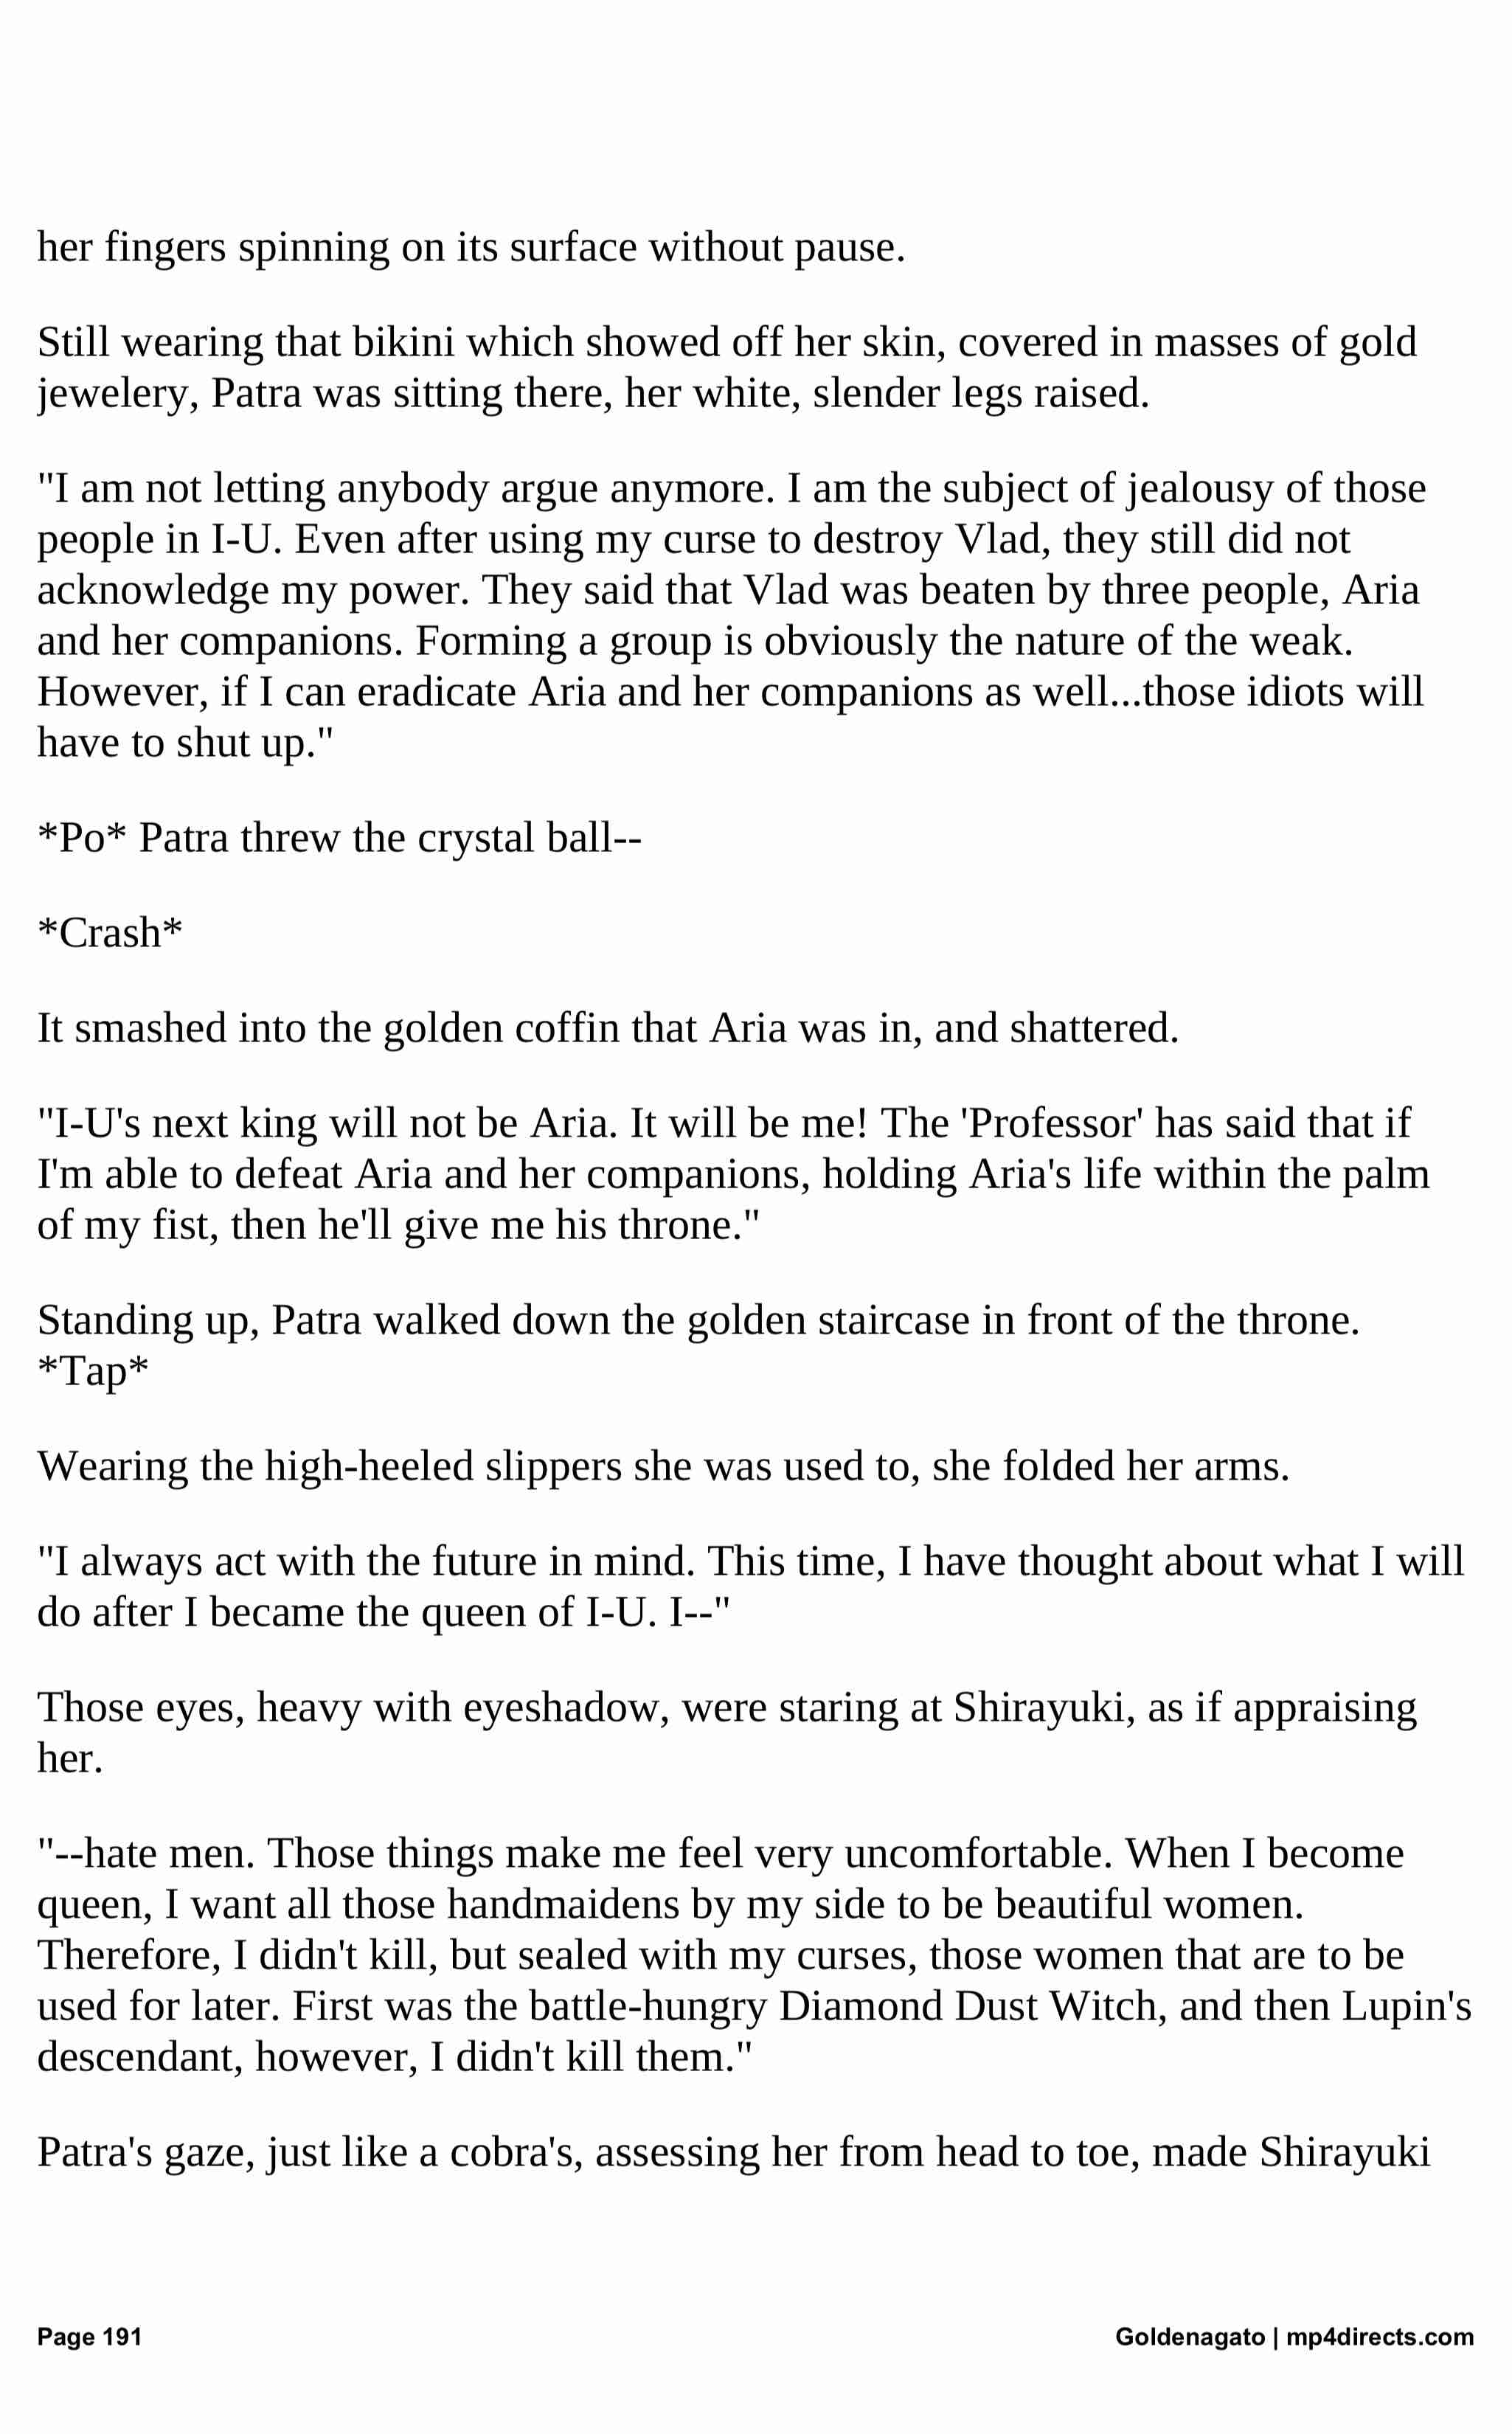 her fingers spinning on its surface without pause.
Still wearing that bikini which showed off her skin, covered in masses of gold
jewelery, Patra was sitting there, her white, slender legs raised.
"I am not letting anybody argue anymore. I am the subject of jealousy of those
people in I-U. Even after using my curse to destroy Vlad, they still did not
acknowledge my power. They said that Vlad was beaten by three people, Aria
and her companions. Forming a group is obviously the nature of the weak.
However, if I can eradicate Aria and her companions as well...those idiots will
have to shut up."
*Po* Patra threw the crystal ball--
*Crash*
It smashed into the golden coffin that Aria was in, and shattered.
"I-U's next king will not be Aria. It will be me! The 'Professor' has said that if
I'm able to defeat Aria and her companions, holding Aria's life within the palm
of my fist, then he'll give me his throne."
Standing up, Patra walked down the golden staircase in front of the throne.
*Tap*
Wearing the high-heeled slippers she was used to, she folded her arms.
"I always act with the future in mind. This time, I have thought about what I will
do after I became the queen of I-U. I--"
Those eyes, heavy with eyeshadow, were staring at Shirayuki, as if appraising
her.
"--hate men. Those things make me feel very uncomfortable. When I become
queen, I want all those handmaidens by my side to be beautiful women.
Therefore, I didn't kill, but sealed with my curses, those women that are to be
used for later. First was the battle-hungry Diamond Dust Witch, and then Lupin's
descendant, however, I didn't kill them."
Patra's gaze, just like a cobra's, assessing her from head to toe, made Shirayuki
Page 191
Goldenagato | mp4directs.com